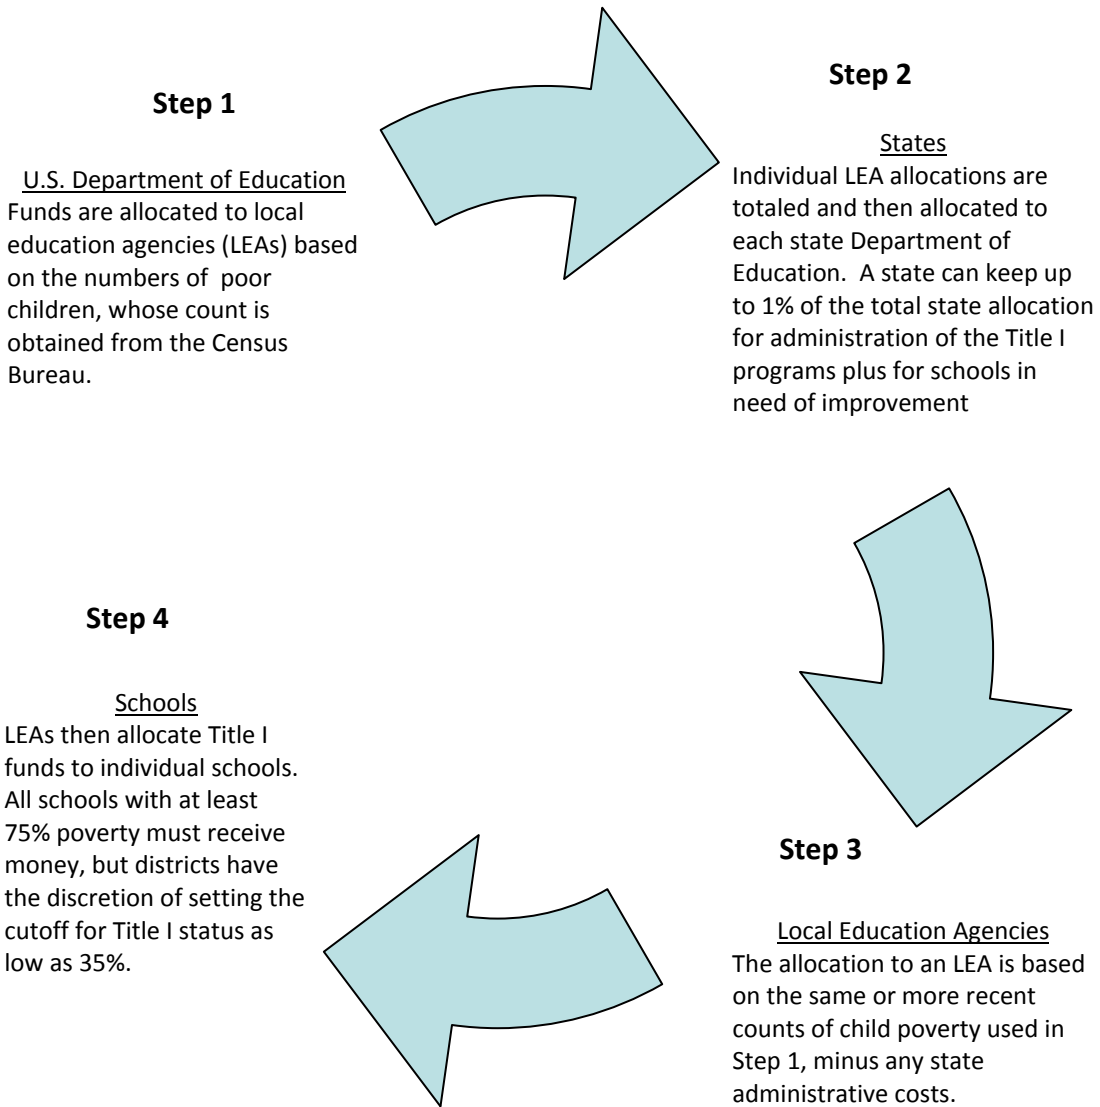 Step 1
U.S. Department of Education
Funds are allocated to local
education agencies (LEAs) based
on the numbers of  poor
children, whose count is
obtained from the Census
Bureau.
Step 2
States
Individual LEA allocations are
totaled and then allocated to
each state Department of
Education.  A state can keep up
to 1% of the total state allocation
for administration of the Title I
programs plus for schools in
need of improvement
Step 3
Local Education Agencies
The allocation to an LEA is based
on the same or more recent
counts of child poverty used in
Step 1, minus any state
administrative costs.
Step 4
Schools
LEAs then allocate Title I
funds to individual schools.
All schools with at least
75% poverty must receive
money, but districts have
the discretion of setting the
cutoff for Title I status as
low as 35%.